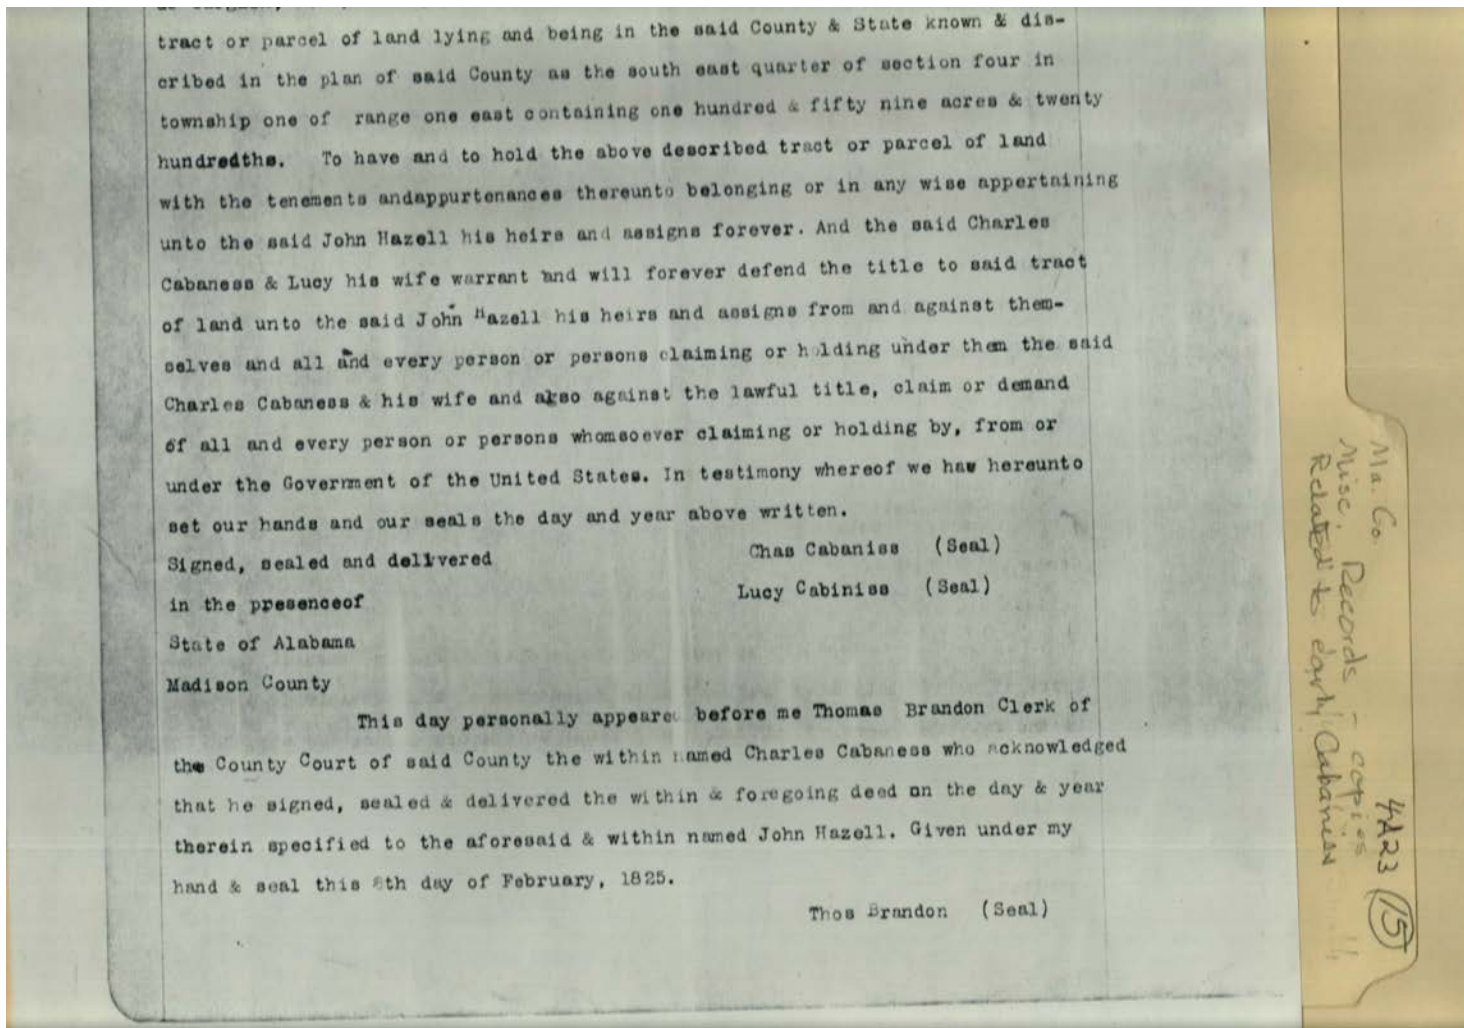 tract or parcel of land lying and being in the said County & State known & dis-
cribed in the plan of said County as the south east quarter of section four in
township one of range one east containing one hundred & fifty nine acres & twenty
hundredths. To have and to hold the above described tract or parcel of land
with the tenements andappurtenances thereunto belonging or in any wise appertaining
unto the said John Hazell his heirs and assigns forever. And the said Charles
Cabaness & Lucy his wife warrant and will forever defend the title to said tract
of land unto the said John Hazell his heirs and assigns from and against them-
selves and all and every person or persons claiming or holding under them the said
Charles Cabaness & his wife and also against the lawful title, claim or demand
of all and every person or persons whomsoever claiming or holding by, from or
under the Government of the United States. In testimony whereof we have hereunto
set our hands and our seals the day and year above written.
Signed, sealed and delivered Chas Cabaniss (Seal)
in the presenceof Lucy Cabiniss (Seal)
State of Alabama
Madison County
This day personally appeared before me Thomas Brandon Clerk of
the County Court of said County the within named Charles Cabaness who acknowledged
that he signed, sealed & delivered the within & foregoing deed on the day & year
therein specified to the aforesaid & within named John Hazell. Given under my
hand & seal this 8th day of February, 1825.
Thos Brandon (Seal)
Ma. Co. 4A23 (15)
Misc. Records - copies
Related to early Cabaniss